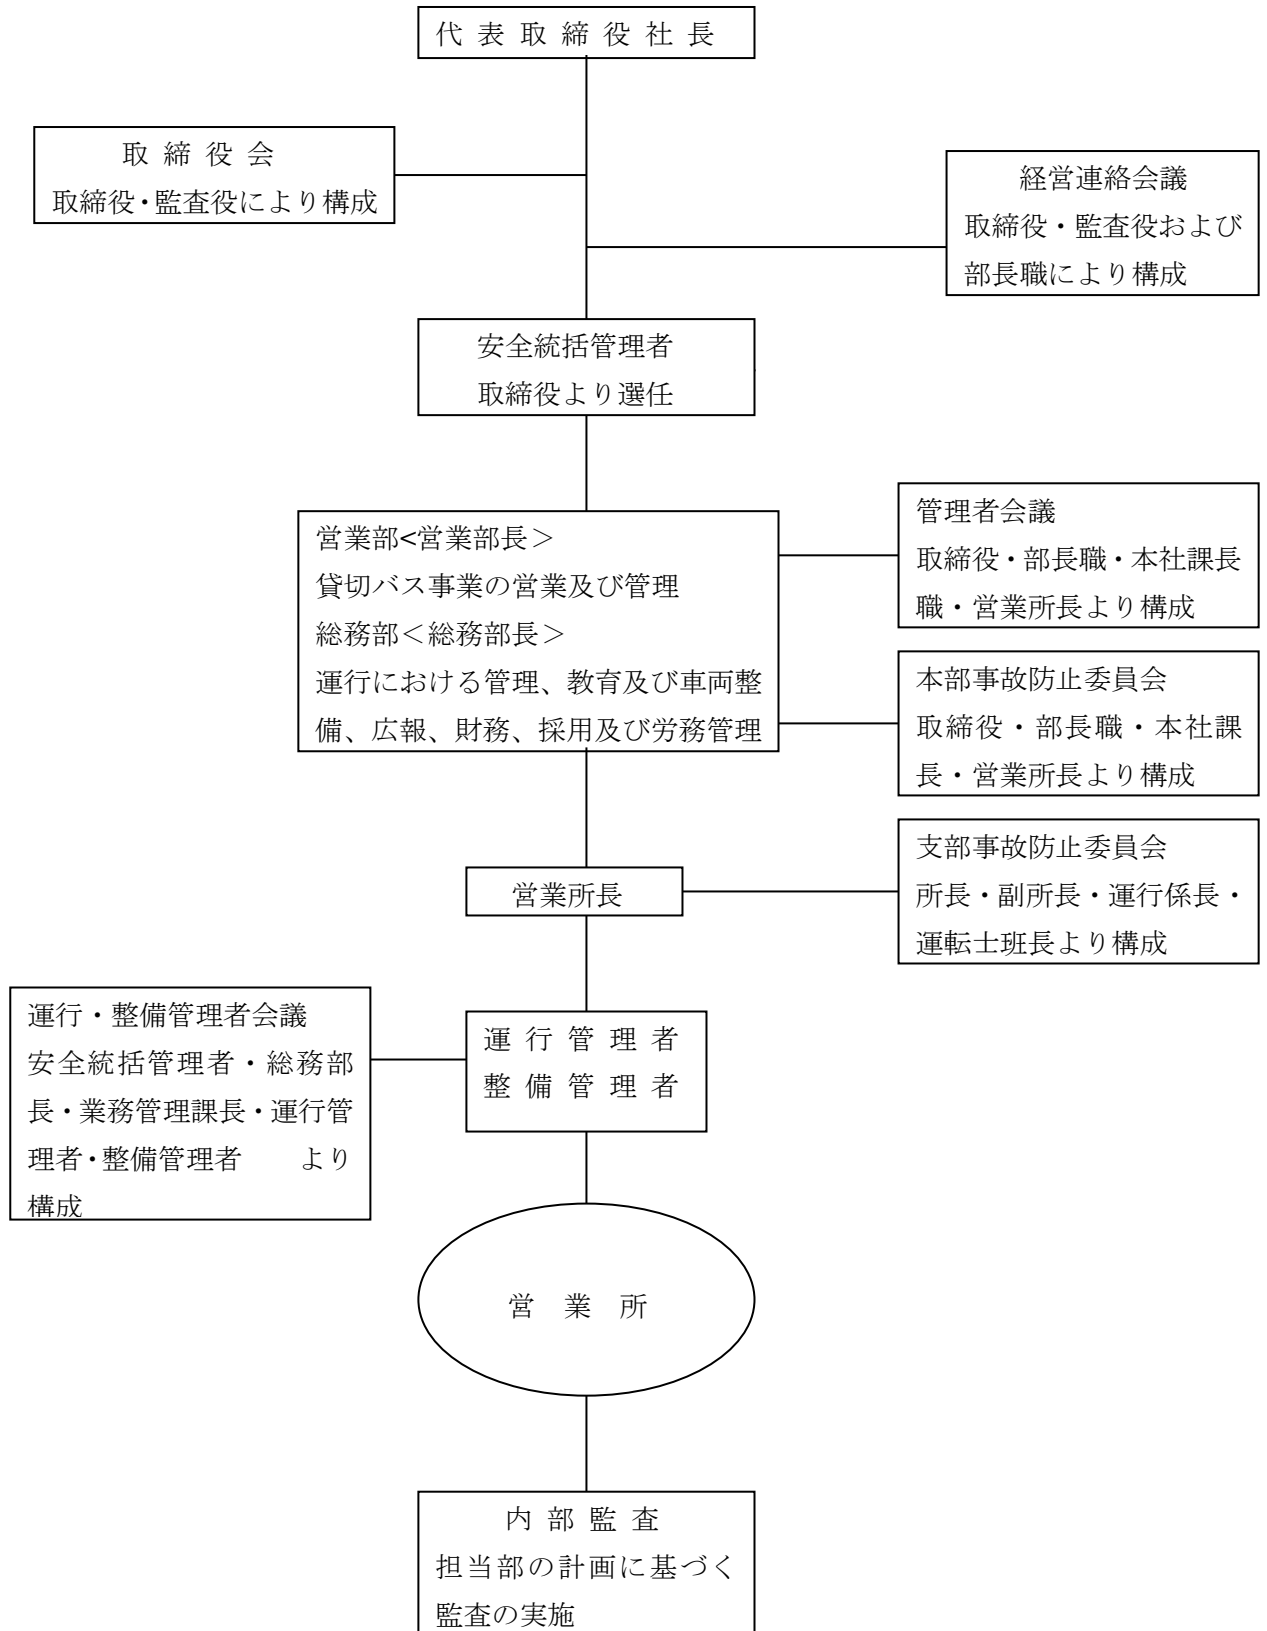 代表取締役社長
取締役会
取締役・監査役により構成
経営連絡会議
取締役・監査役および
部長職により構成
安全統括管理者
取締役より選任
営業部<営業部長＞
貸切バス事業の営業及び管理
総務部＜総務部長＞
運行における管理、教育及び車両整
備、広報、財務、採用及び労務管理
管理者会議
取締役・部長職・本社課長
職・営業所長より構成
本部事故防止委員会
取締役・部長職・本社課
長・営業所長より構成
営業所長
支部事故防止委員会
所長・副所長・運行係長・
運転士班長より構成
運行・整備管理者会議
安全統括管理者・総務部
長・業務管理課長・運行管
理者・整備管理者　　より
構成
運行管理者
整備管理者
営　業　所
内部監査
担当部の計画に基づく
監査の実施